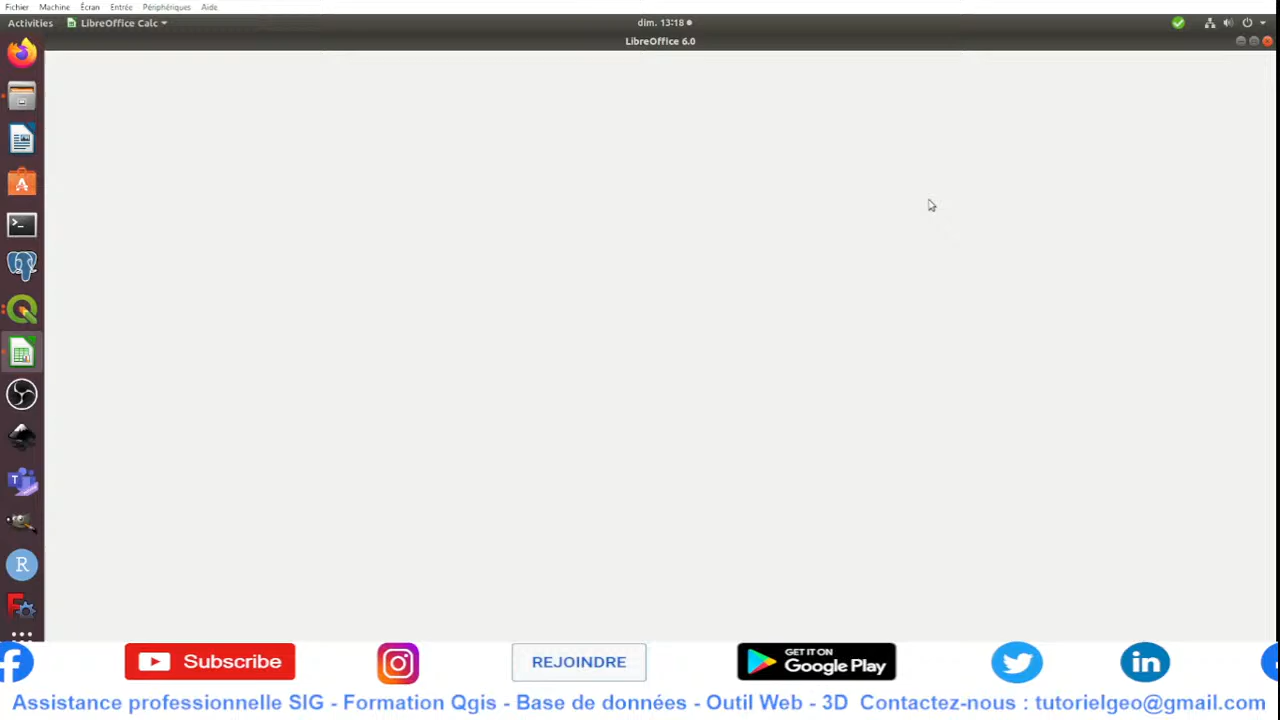 Fichier Machine Écran Entrée Périphériques Aide
Activities LibreOffice Calc dim. 13:18
LibreOffice 6.0
Subscribe REJOINDRE GET IT ON Google Play
Assistance professionnelle SIG - Formation Qgis - Base de données - Outil Web - 3D Contactez-nous : tutorielgeo@gmail.com